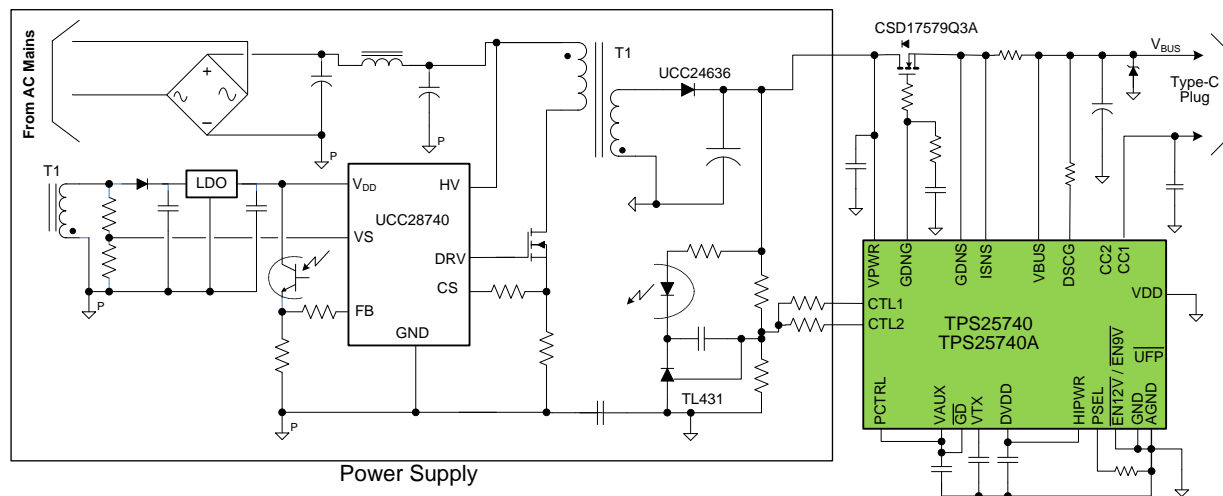 CSD17579Q3A
From AC Mains
T1
UCC24636
VBUS
Type-C
Plug
P
P
T1
LDO
VDD
HV
UCC28740
VS
DRV
CS
FB
GND
P
TL431
VPWR
GDNG
GDNS
ISNS
VBUS
DSCG
CC2
CC1
VDD
CTL1
CTL2
TPS25740
TPS25740A
UFP
EN12V / EN9V
PCTRL
VAUX
GD
VTX
DVDD
HIPWR
PSEL
GND
AGND
P
Power Supply